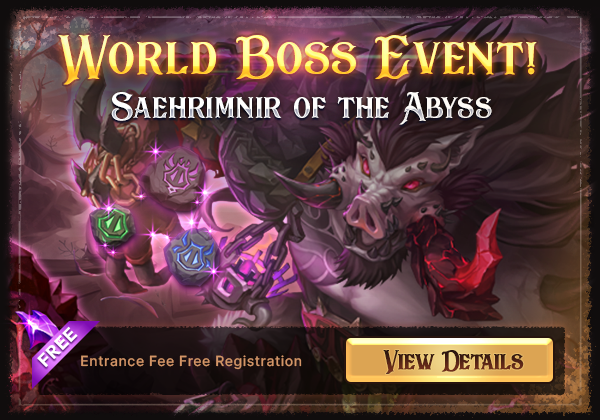 World Boss Event!
Saehrimnir of the Abyss
FREE
Entrance Fee Free Registration
View Details